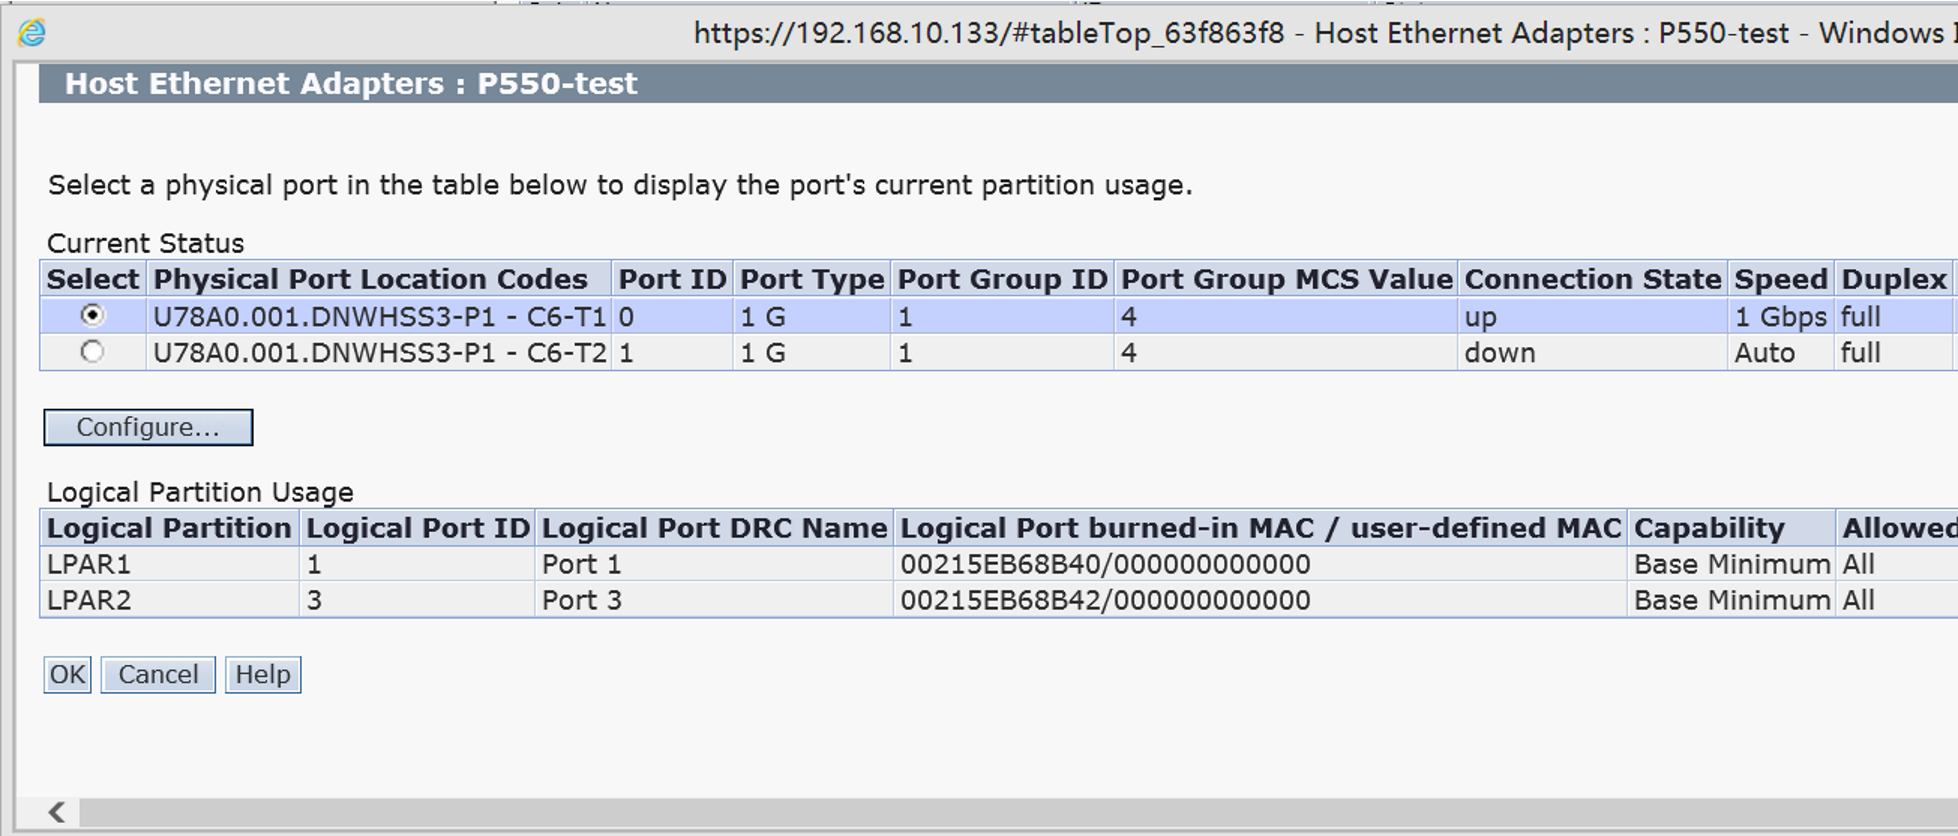 https://192.168.10.133/#tableTop_63f863f8 - Host Ethernet Adapters : P550-test - Windows
Host Ethernet Adapters : P550-test
Select a physical port in the table below to display the port's current partition usage.
Current Status
Select Physical Port Location Codes Port ID Port Type Port Group ID Port Group MCS Value Connection State Speed Duplex
U78A0.001.DNWHSS3-P1 - C6-T1 0 1 G 1 4 up 1 Gbps full
U78A0.001.DNWHSS3-P1 - C6-T2 1 1 G 1 4 down Auto full
Configure...
Logical Partition Usage
Logical Partition Logical Port ID Logical Port DRC Name Logical Port burned-in MAC / user-defined MAC Capability Allowed
LPAR1 1 Port 1 00215EB68B40/000000000000 Base Minimum All
LPAR2 3 Port 3 00215EB68B42/000000000000 Base Minimum All
OK Cancel Help